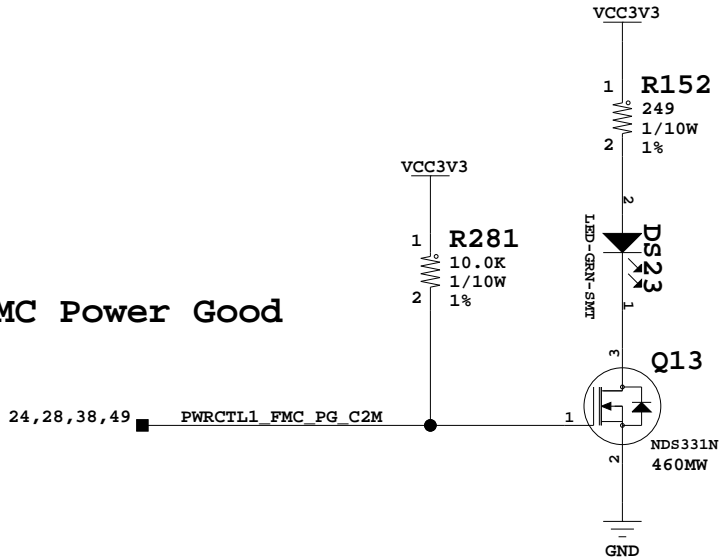 VCC3V3
1
R152
249
1/10W
2
1%
VCC3V3
2
DS23
LED-GRN-SMT
1
1
R281
10.0K
1/10W
2
1%
MC Power Good
3
Q13
24,28,38,49
PWRCTL1_FMC_PG_C2M
1
NDS331N
460MW
2
GND